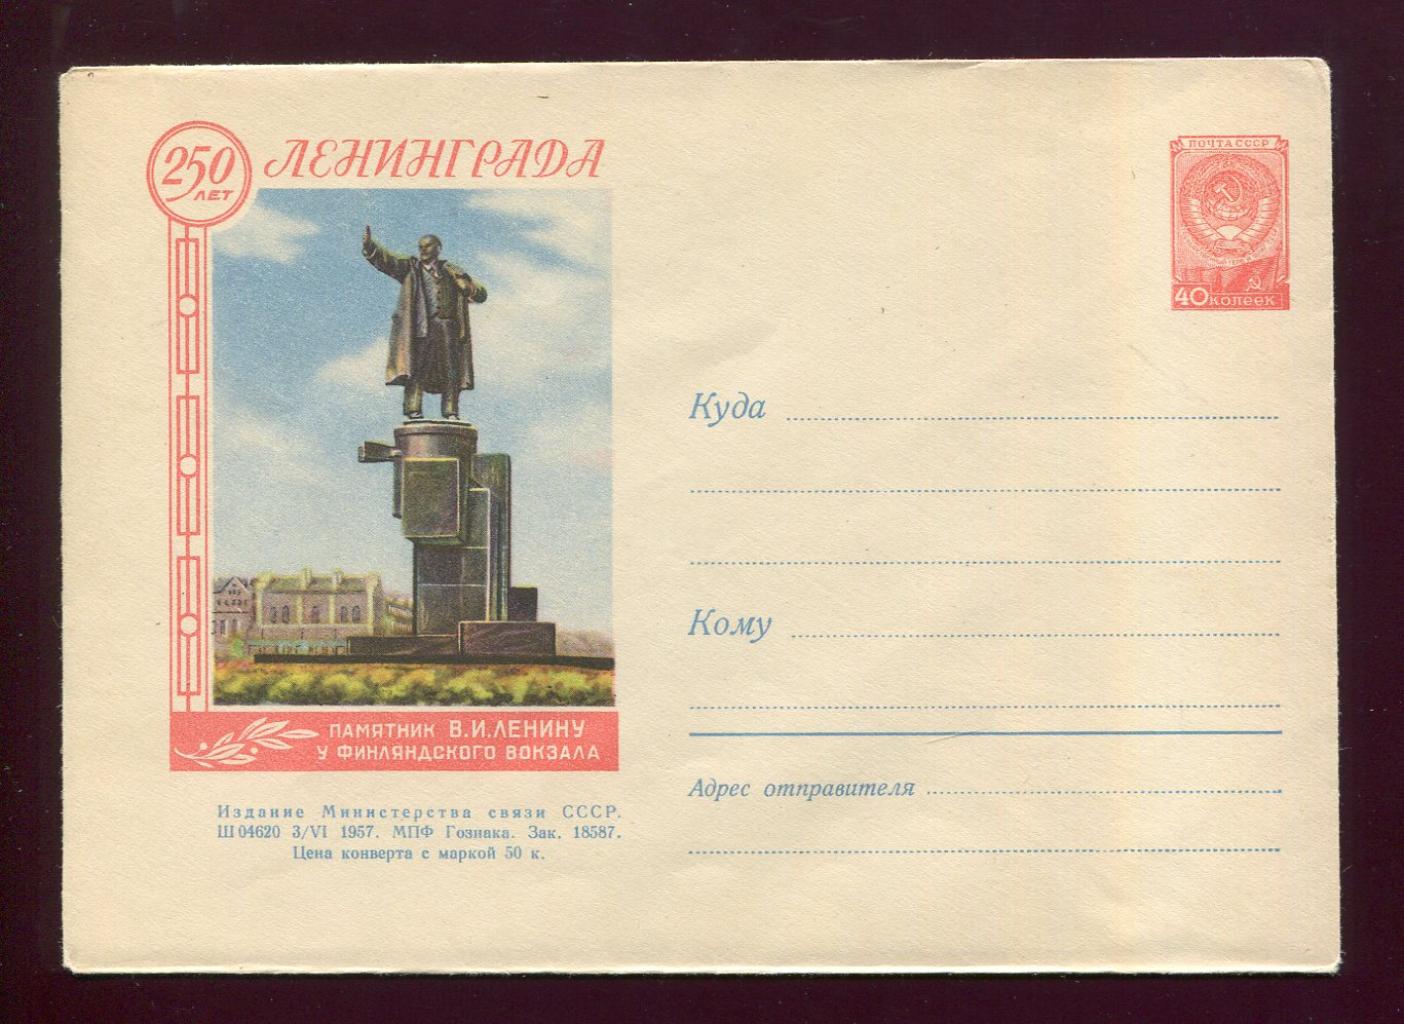 250 ЛЕТ
ЛЕНИНГРАДА
ПОЧТА СССР
40 копеек
Куда
Кому
ПАМЯТНИК В.И.ЛЕНИНУ
У ФИНЛЯНДСКОГО ВОКЗАЛА
Адрес отправителя
Издание Министерства связи СССР.
Ш 04620 3/VI 1957. МПФ Гознака. Зак. 18587.
Цена конверта с маркой 50 к.